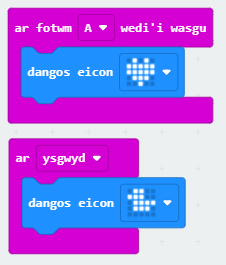 ar fotwm A wedi'i wasgu
dangos eicon
ar ysgwyd
dangos eicon